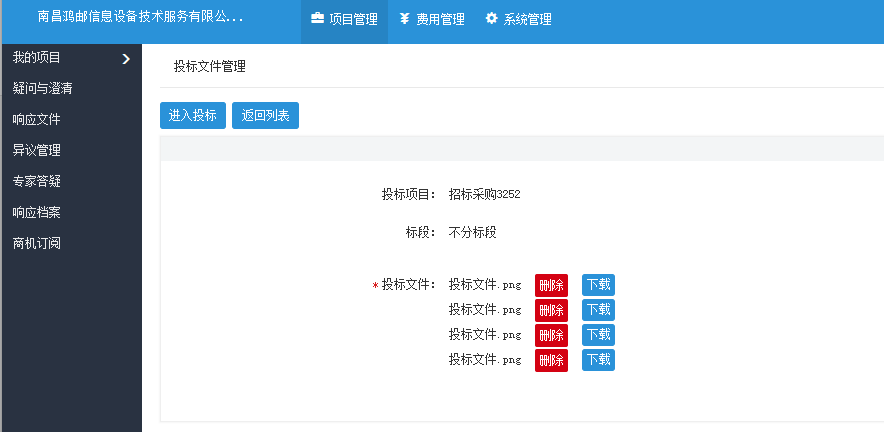 南昌鸿邮信息设备技术服务有限公...
项目管理
费用管理
系统管理
我的项目
疑问与澄清
响应文件
异议管理
专家答疑
响应档案
商机订阅
投标文件管理
进入投标
返回列表
投标项目： 招标采购3252
标段： 不分标段
*投标文件： 投标文件.png 删除 下载
投标文件.png 删除 下载
投标文件.png 删除 下载
投标文件.png 删除 下载